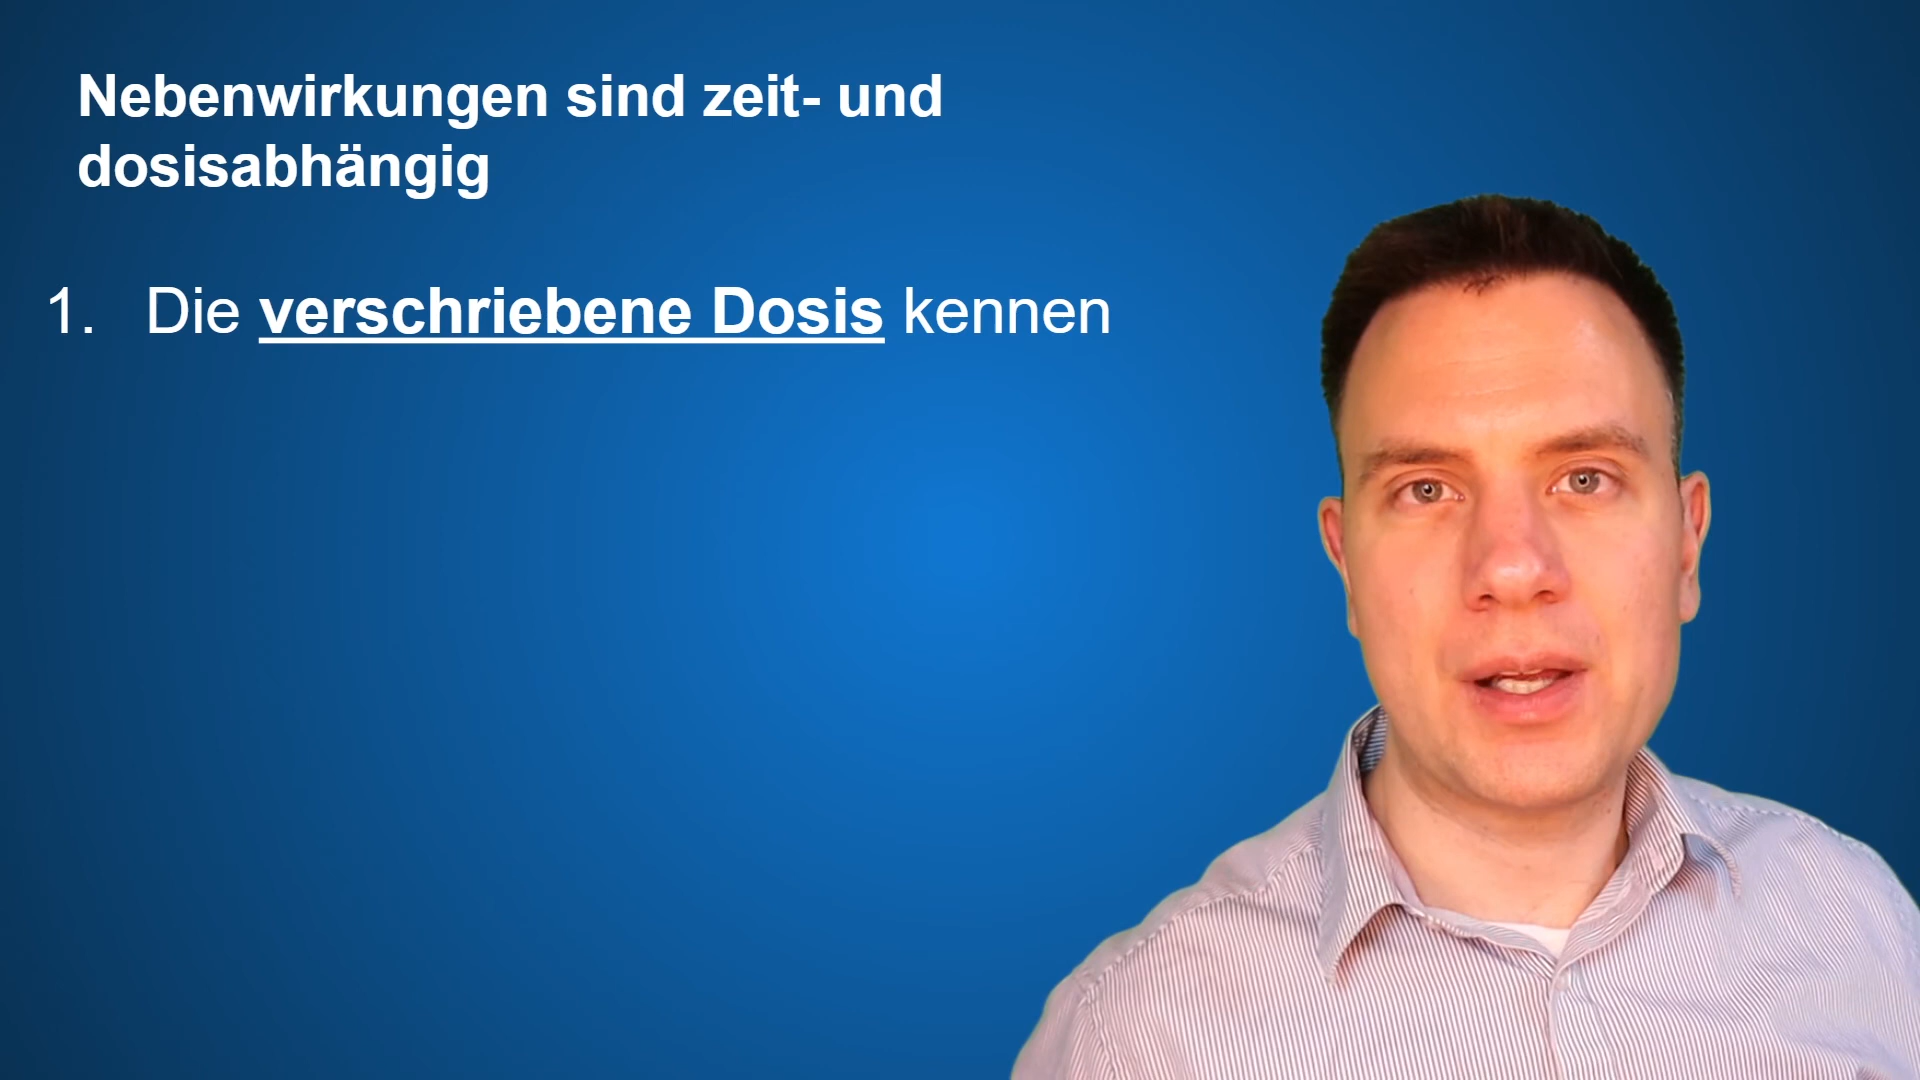 Nebenwirkungen sind zeit- und
dosisabhängig
1. Die verschriebene Dosis kennen